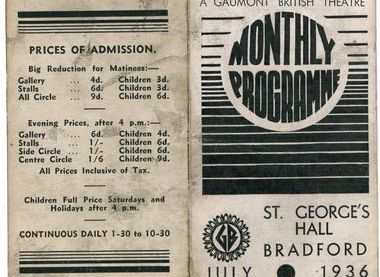 PRICES OF ADMISSION.
Big Reduction for Matinees:—
Gallery ... 4d. Children 3d.
Stalls ... 6d. Children 3d.
All Circle ... 9d. Children 6d.
Evening Prices, after 4 p.m.:—
Gallery ... 6d. Children 4d.
Stalls ... 1/- Children 6d.
Side Circle ... 1/- Children 6d.
Centre Circle 1/6 Children 9d.
All Prices Inclusive of Tax.
Children Full Price Saturdays and
Holidays after 4 p.m.
CONTINUOUS DAILY 1-30 to 10-30
A GAUMONT BRITISH THEATRE
MONTHLY
PROGRAMME
ST. GEORGE'S
HALL
BRADFORD
JULY 1936